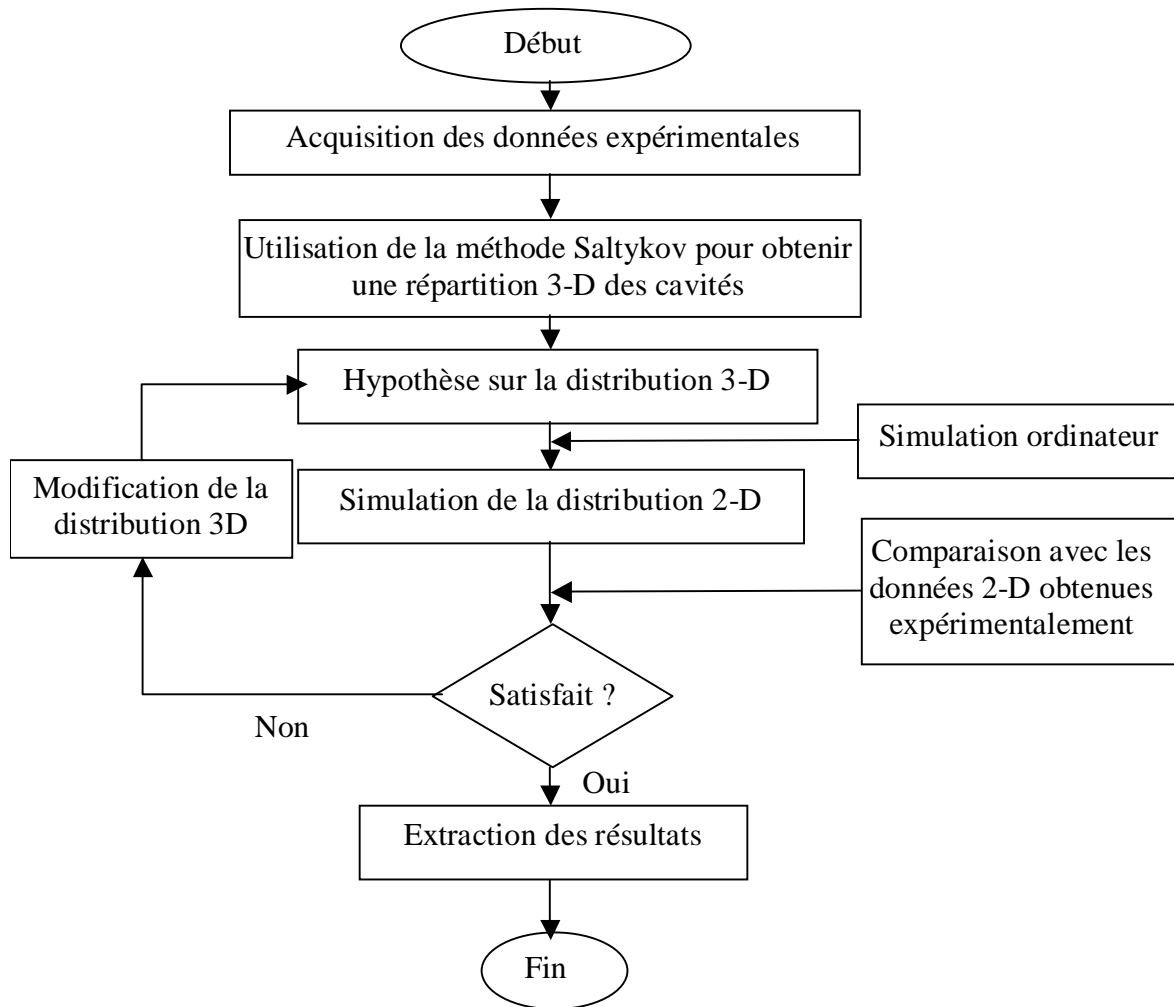 Début
Acquisition des données expérimentales
Utilisation de la méthode Saltykov pour obtenir
une répartition 3-D des cavités
Hypothèse sur la distribution 3-D
Simulation ordinateur
Modification de la
distribution 3D
Simulation de la distribution 2-D
Comparaison avec les
données 2-D obtenues
expérimentalement
Satisfait ?
Non
Oui
Extraction des résultats
Fin